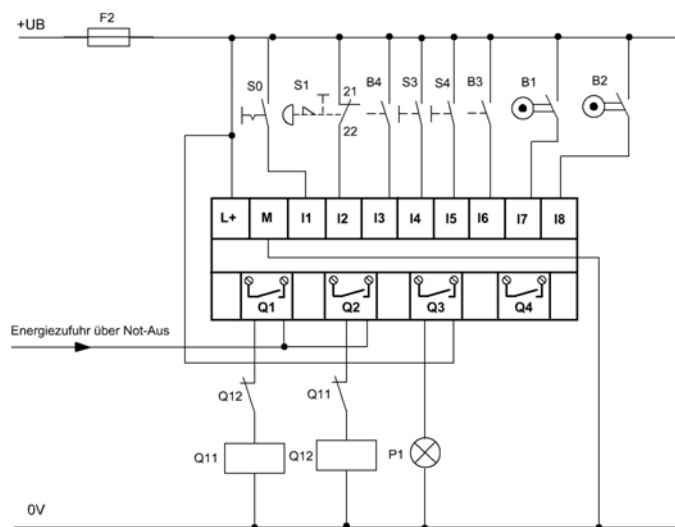 F2
+UB
S0 S1 21 B4 S3 S4 B3 B1 B2
22
L+ M I1 I2 I3 I4 I5 I6 I7 I8
Q1 Q2 Q3 Q4
Energiezufuhr über Not-Aus
Q12 Q11
Q11 Q12 P1
0V